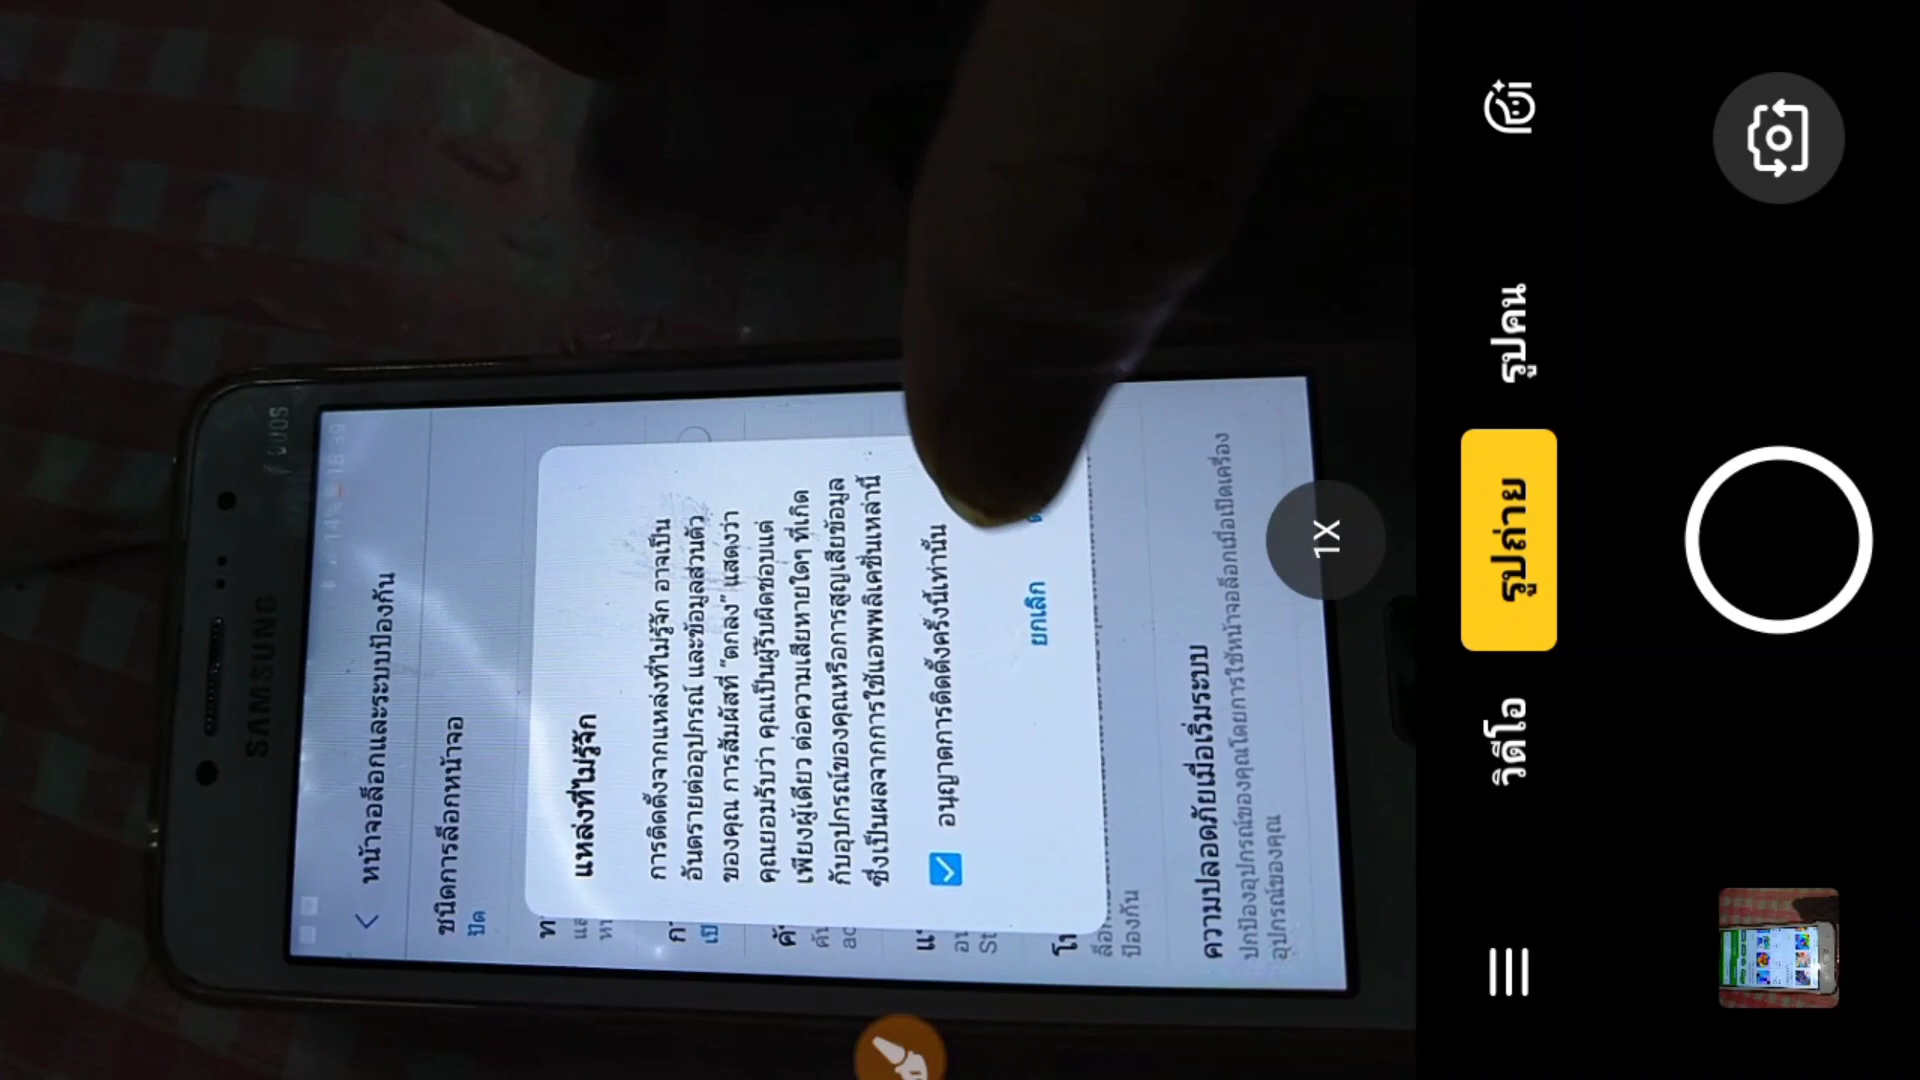 SAMSUNG
DUOS
14% 18:39
หน้าจอล็อกและระบบป้องกัน
ชนิดการล็อกหน้าจอ
ปิด
แหล่งที่ไม่รู้จัก
การติดตั้งจากแหล่งที่ไม่รู้จัก อาจเป็น
อันตรายต่ออุปกรณ์ และข้อมูลส่วนตัว
ของคุณ การสัมผัสที่ "ตกลง" แสดงว่า
คุณยอมรับว่า คุณเป็นผู้รับผิดชอบแต่
เพียงผู้เดียว ต่อความเสียหายใดๆ ที่เกิด
กับอุปกรณ์ของคุณหรือการสูญเสียข้อมูล
ซึ่งเป็นผลจากการใช้แอพพลิเคชั่นเหล่านี้
อนุญาตการติดตั้งครั้งนี้เท่านั้น
ยกเลิก
ป้องกัน
ความปลอดภัยเมื่อเริ่มระบบ
ปกป้องอุปกรณ์ของคุณโดยการใช้หน้าจอล็อกเมื่อเปิดเครื่อง
อุปกรณ์ของคุณ
1X
วิดีโอ
รูปถ่าย
รูปคน